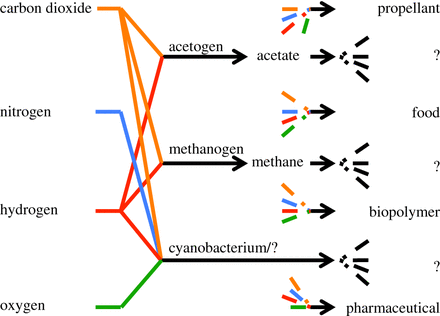 carbon dioxide
propellant
acetogen
acetate
?
nitrogen
food
methanogen
methane
?
hydrogen
biopolymer
cyanobacterium/?
?
oxygen
pharmaceutical